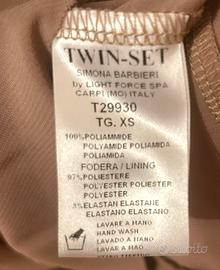 TWIN-SET
SIMONA BARBIERI
by LIGHT FORCE SPA
CARPI (MO) ITALY
T29930
TG. XS
100%POLIAMMIDE
POLYAMIDE POLIAMIDA
POLIAMIDA
FODERA / LINING
97%POLIESTERE
POLYESTER POLIESTER
POLYESTER
3%ELASTAN ELASTANE
ELASTANO ELASTANO
LAVARE A MANO
HAND WASH
LAVADO A MANO
LAVAR A MAO
subito